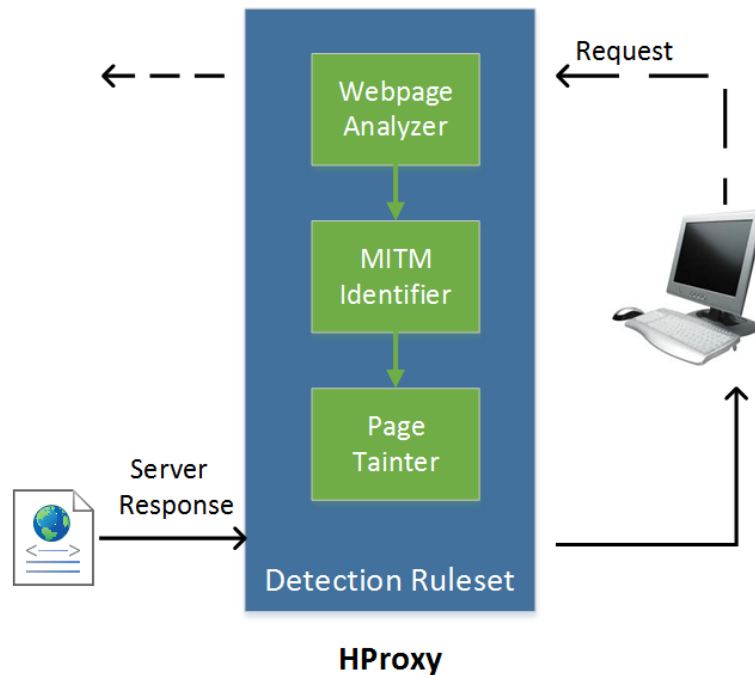 Request
Webpage
Analyzer
MITM
Identifier
Page
Tainter
Server
Response
Detection Ruleset
HProxy